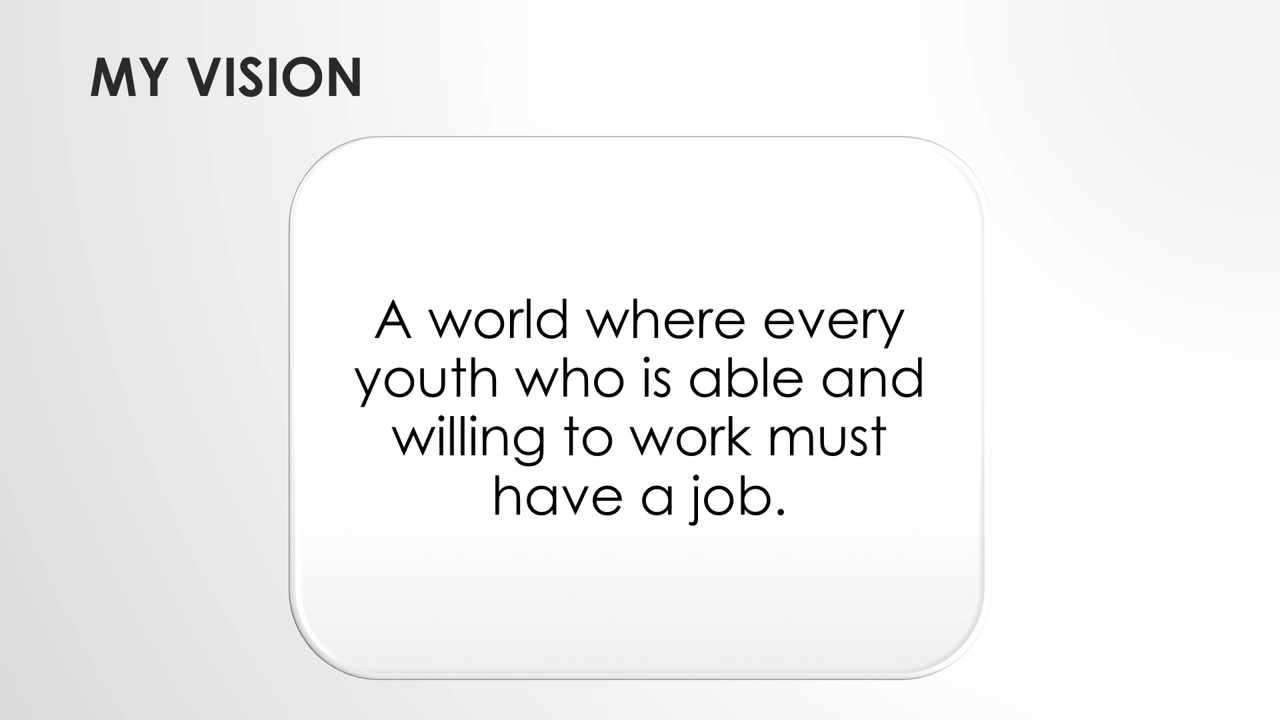 MY VISION
A world where every
youth who is able and
willing to work must
have a job.